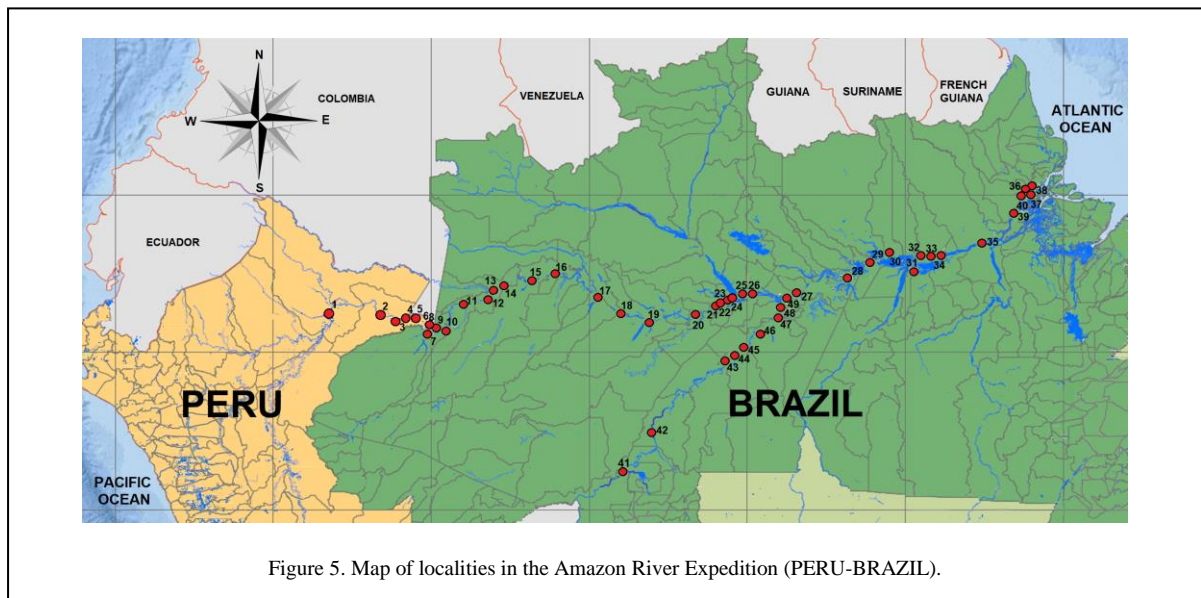 N
COLOMBIA
VENEZUELA
GUIANA
SURINAME
FRENCH
GUIANA
ATLANTIC
OCEAN
W
E
S
ECUADOR
36
38
40
37
39
35
32
33
34
31
30
29
28
27
49
48
47
46
45
44
43
25
26
23
24
22
21
20
19
18
17
16
15
14
13
12
11
10
9
8
6
7
5
4
3
2
1
42
41
PERU
BRAZIL
PACIFIC
OCEAN
Figure 5. Map of localities in the Amazon River Expedition (PERU-BRAZIL).